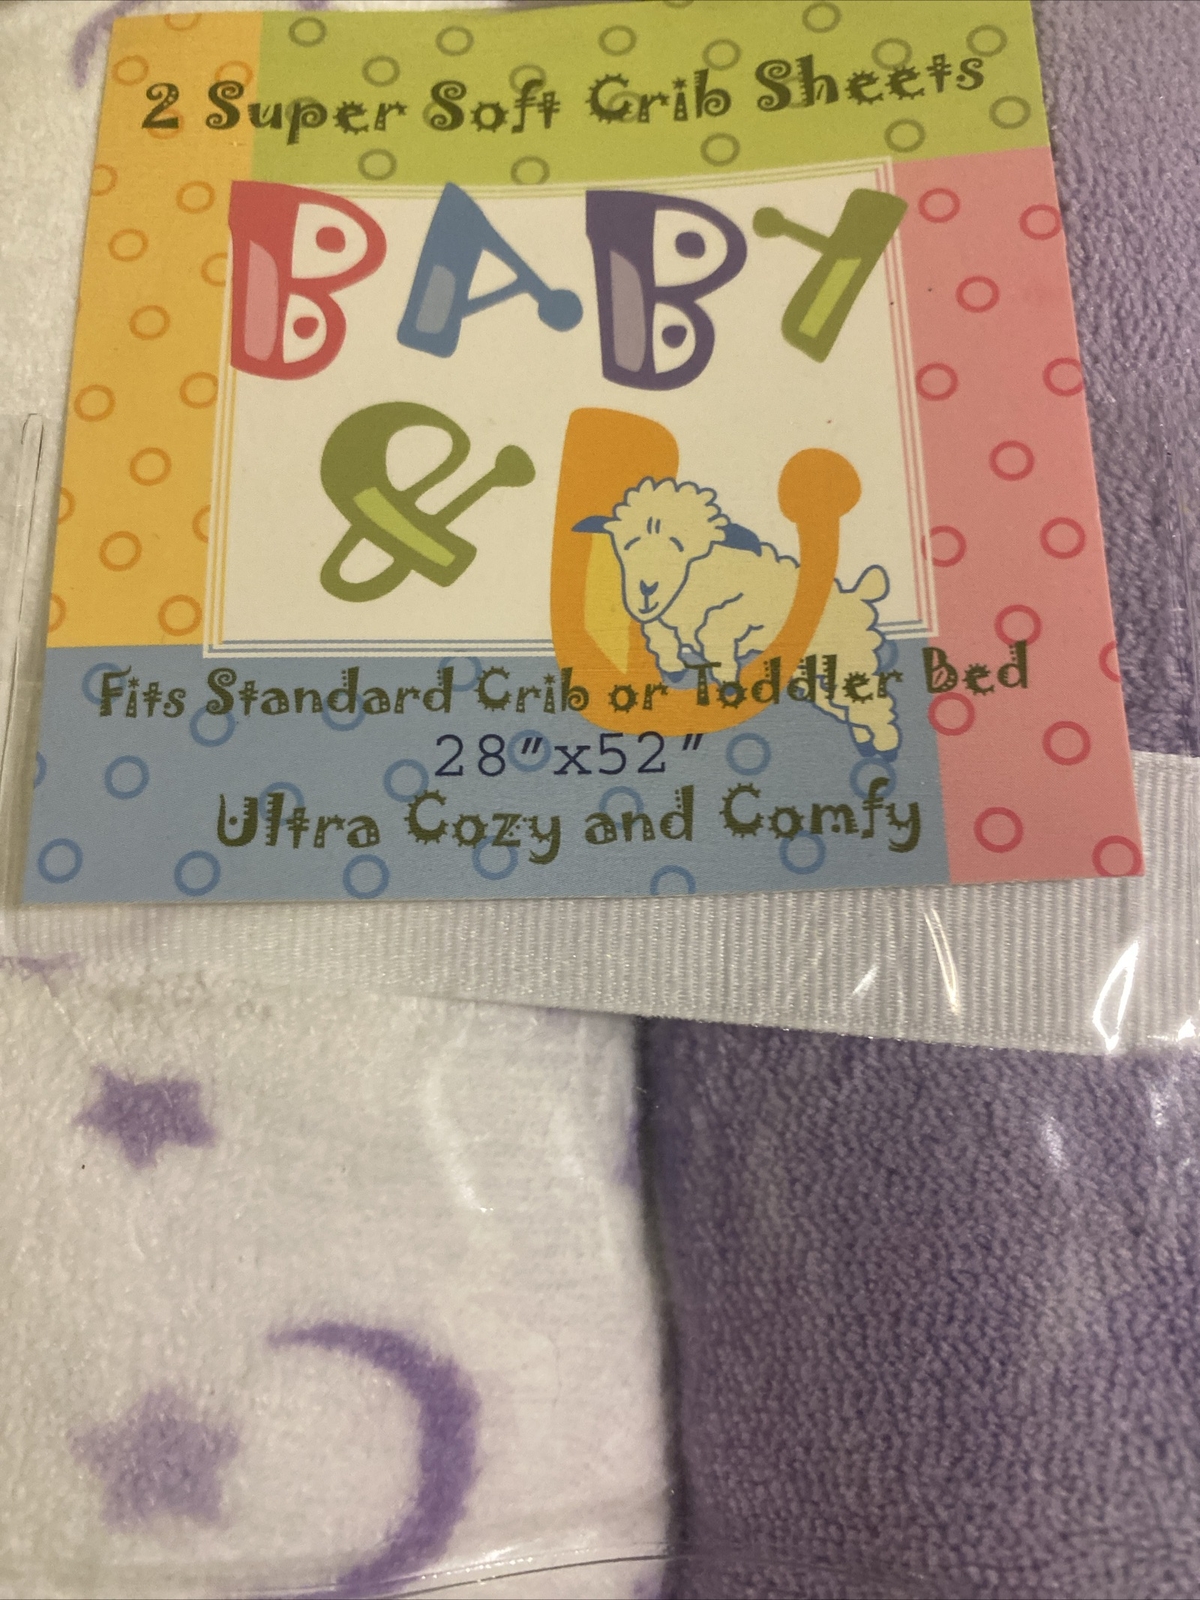 2 Super Soft Crib Sheets
BABY
& U
Fits Standard Crib or Toddler Bed
28"x52"
Ultra Cozy and Comfy